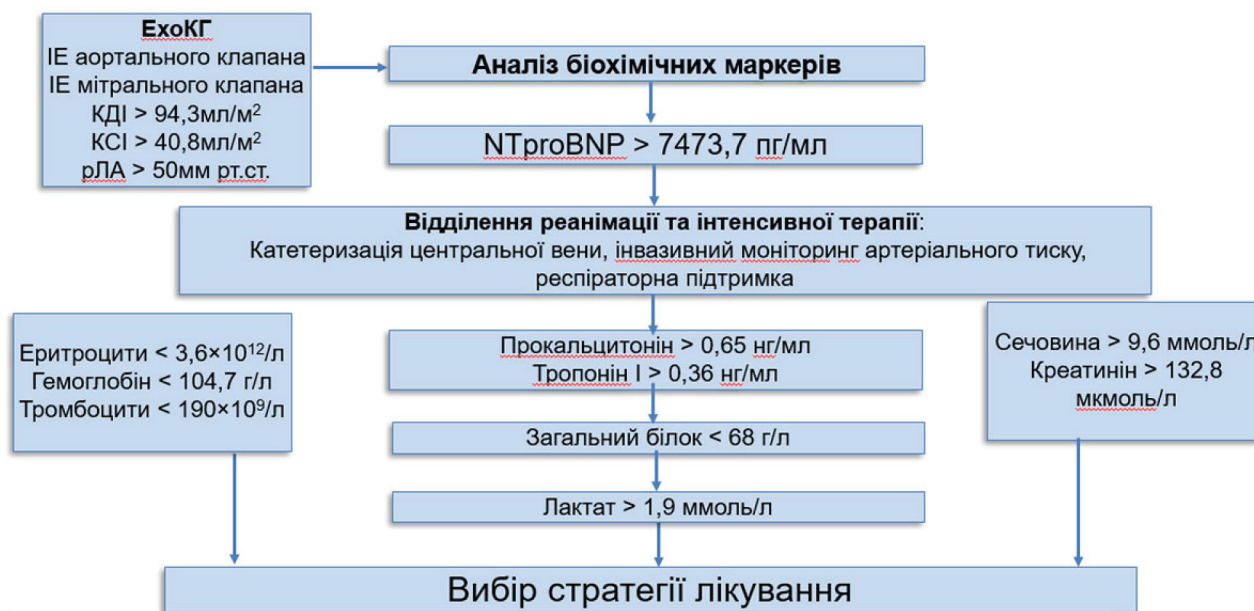 ЕхоКГ
ІЕ аортального клапана
ІЕ мітрального клапана
КДІ > 94,3мл/м²
КСІ > 40,8мл/м²
рЛА > 50мм рт.ст.
Аналіз біохімічних маркерів
NTproBNP > 7473,7 пг/мл
Відділення реанімації та інтенсивної терапії:
Катетеризація центральної вени, інвазивний моніторинг артеріального тиску,
респіраторна підтримка
Еритроцити < 3,6×10¹²/л
Гемоглобін < 104,7 г/л
Тромбоцити < 190×10⁹/л
Прокальцитонін > 0,65 нг/мл
Тропонін І > 0,36 нг/мл
Загальний білок < 68 г/л
Лактат > 1,9 ммоль/л
Сечовина > 9,6 ммоль/л
Креатинін > 132,8
мкмоль/л
Вибір стратегії лікування